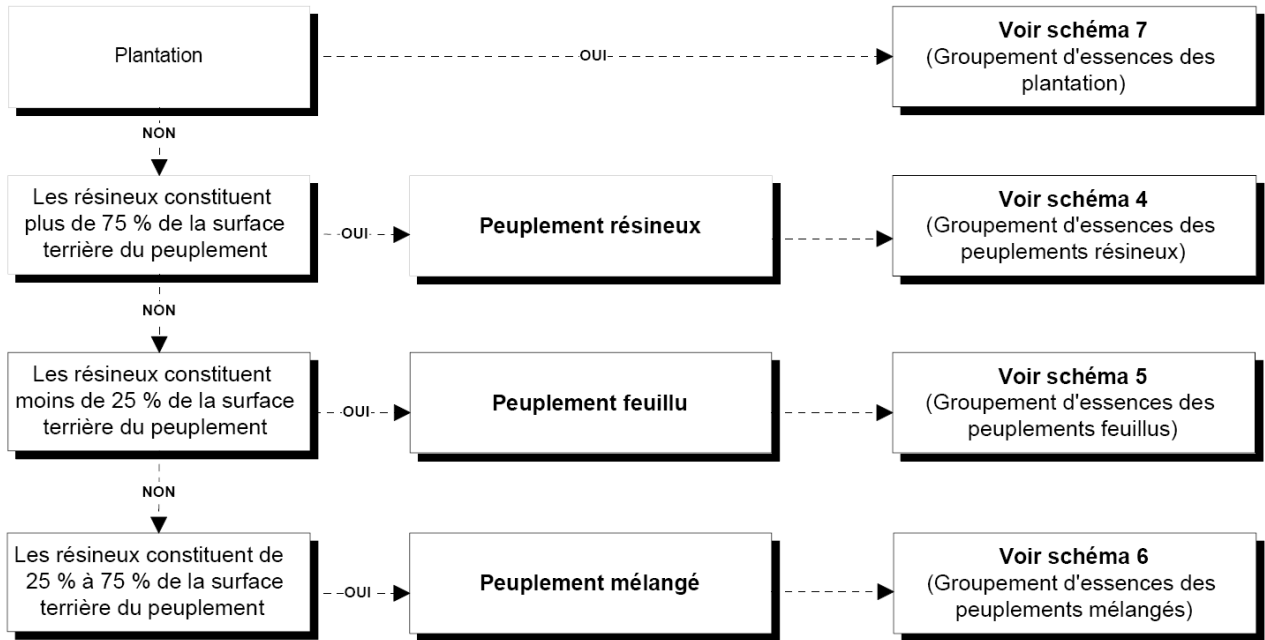 Plantation
OUI
Voir schéma 7
(Groupement d'essences des
plantation)
NON
Les résineux constituent
plus de 75 % de la surface
terrière du peuplement
OUI
Peuplement résineux
Voir schéma 4
(Groupement d'essences des
peuplements résineux)
NON
Les résineux constituent
moins de 25 % de la surface
terrière du peuplement
OUI
Peuplement feuillu
Voir schéma 5
(Groupement d'essences des
peuplements feuillus)
NON
Les résineux constituent de
25 % à 75 % de la surface
terrière du peuplement
OUI
Peuplement mélangé
Voir schéma 6
(Groupement d'essences des
peuplements mélangés)